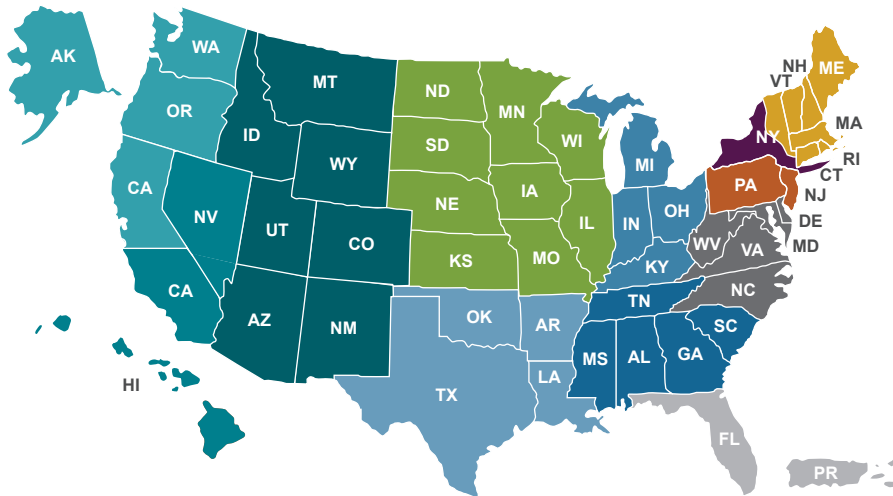 AK
WA
MT
ND
MN
NH
VT
ME
OR
ID
SD
WI
MI
NY
MA
RI
CT
WY
PA
NJ
CA
NV
UT
CO
NE
IA
IL
IN
OH
DE
MD
WV
VA
KS
MO
KY
NC
CA
AZ
NM
OK
AR
TN
SC
MS
AL
GA
HI
TX
LA
FL
PR